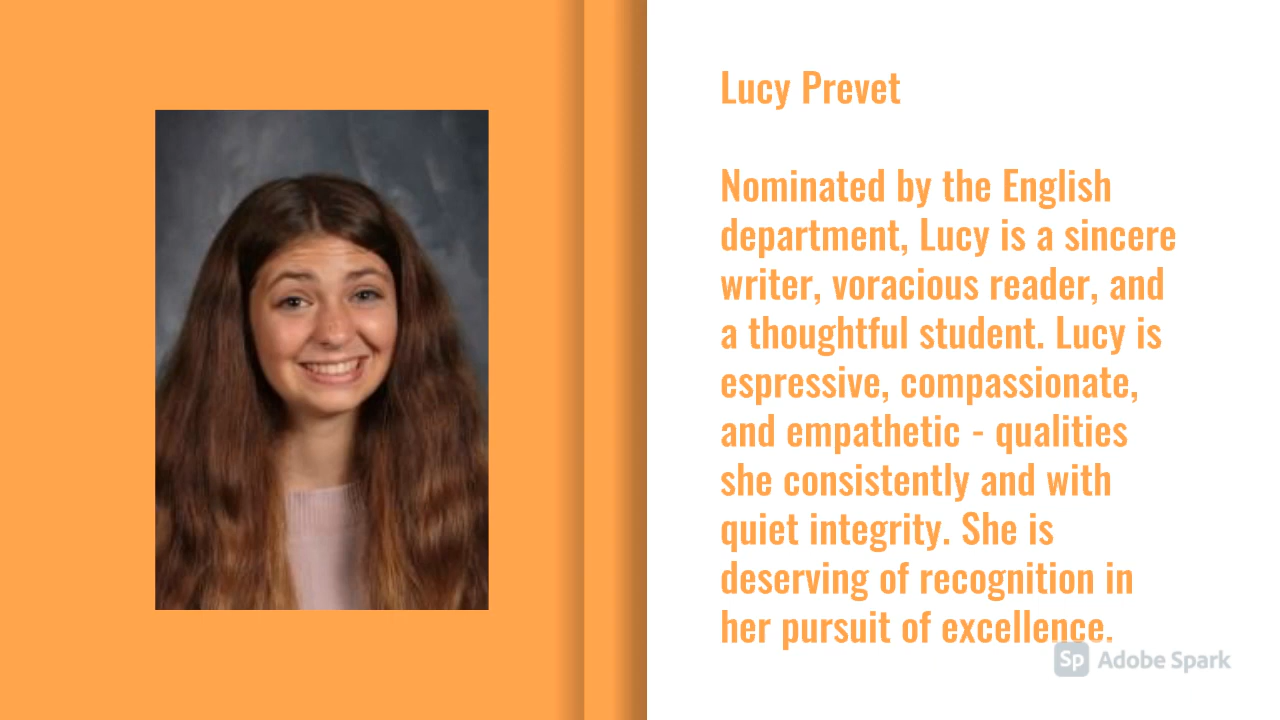 Lucy Prevet
Nominated by the English
department, Lucy is a sincere
writer, voracious reader, and
a thoughtful student. Lucy is
espressive, compassionate,
and empathetic - qualities
she consistently and with
quiet integrity. She is
deserving of recognition in
her pursuit of excellence.
Sp Adobe Spark